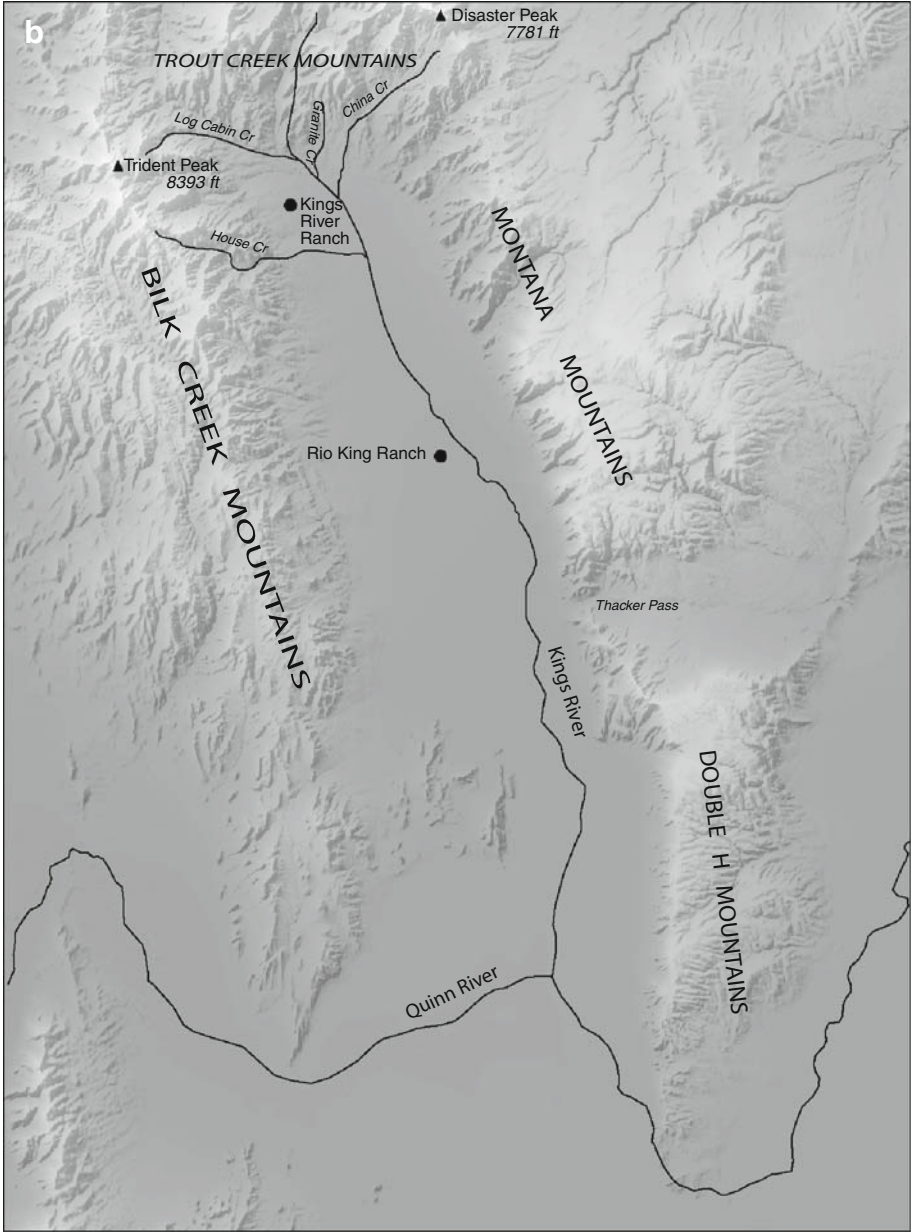 b
Disaster Peak
7781 ft
TROUT CREEK MOUNTAINS
China Cr
Granite Cr
Log Cabin Cr
Trident Peak
8393 ft
Kings
River
Ranch
House Cr
MONTANA
MOUNTAINS
BILK CREEK MOUNTAINS
Rio King Ranch
Thacker Pass
Kings River
DOUBLE H MOUNTAINS
Quinn River